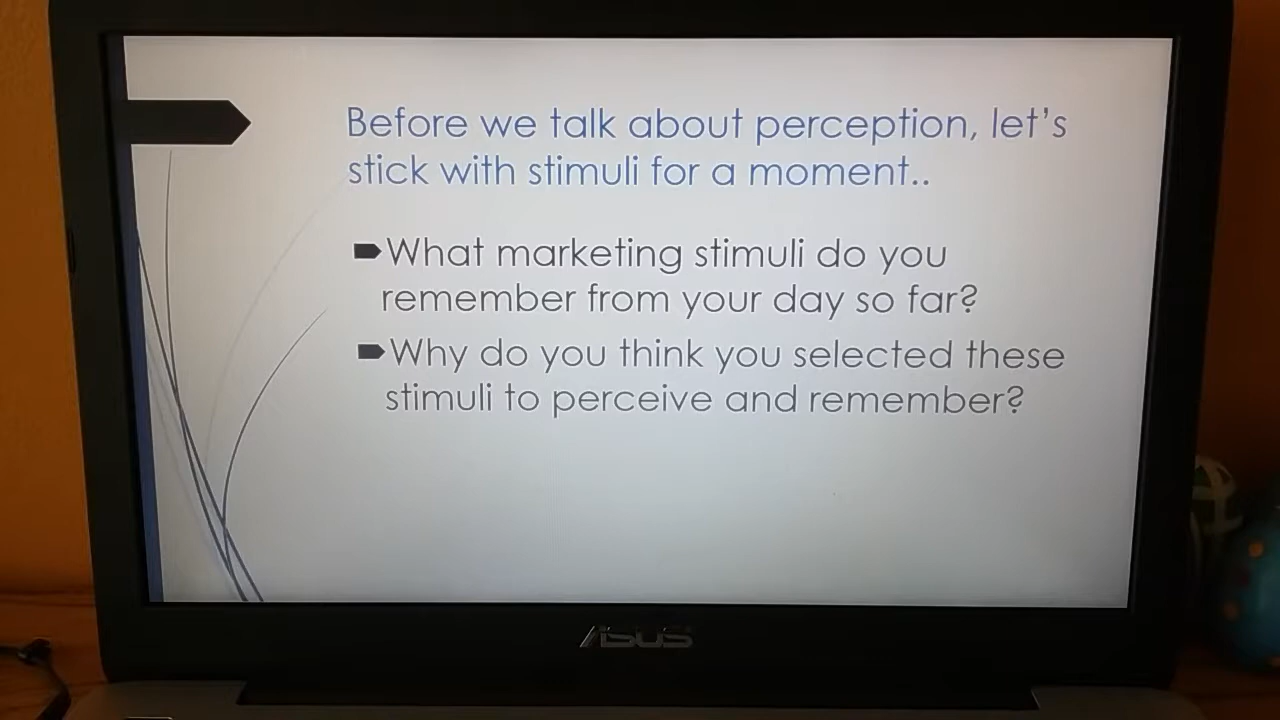 Before we talk about perception, let's
stick with stimuli for a moment..
What marketing stimuli do you
remember from your day so far?
Why do you think you selected these
stimuli to perceive and remember?
ASUS